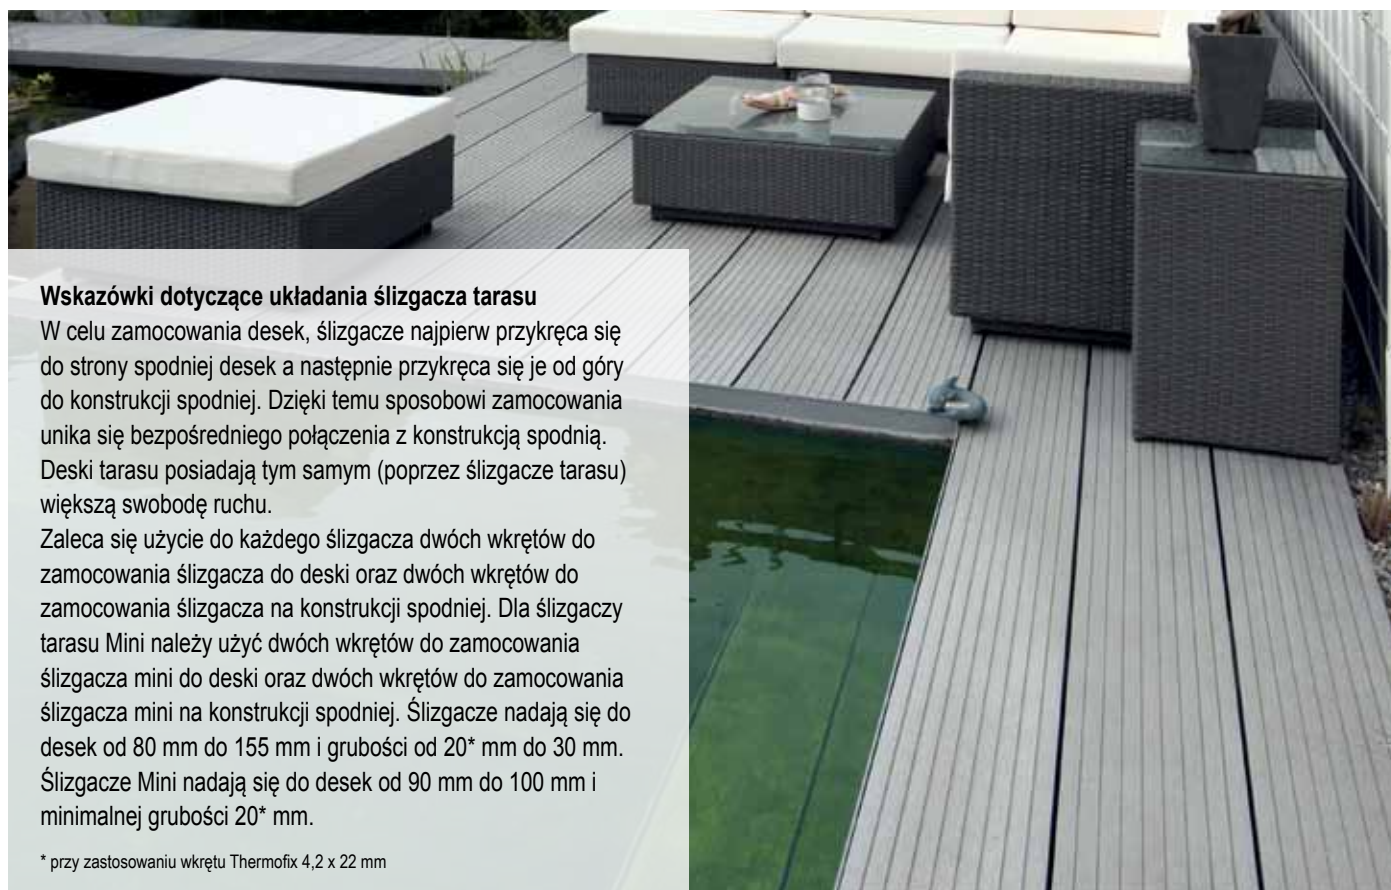 Wskazówki dotyczące układania ślizgacza tarasu
W celu zamocowania desek, ślizgacze najpierw przykręca się
do strony spodniej desek a następnie przykręca się je od góry
do konstrukcji spodniej. Dzięki temu sposobowi zamocowania
unika się bezpośredniego połączenia z konstrukcją spodnią.
Deski tarasu posiadają tym samym (poprzez ślizgacze tarasu)
większą swobodę ruchu.
Zaleca się użycie do każdego ślizgacza dwóch wkrętów do
zamocowania ślizgacza do deski oraz dwóch wkrętów do
zamocowania ślizgacza na konstrukcji spodniej. Dla ślizgaczy
tarasu Mini należy użyć dwóch wkrętów do zamocowania
ślizgacza mini do deski oraz dwóch wkrętów do zamocowania
ślizgacza mini na konstrukcji spodniej. Ślizgacze nadają się do
desek od 80 mm do 155 mm i grubości od 20* mm do 30 mm.
Ślizgacze Mini nadają się do desek od 90 mm do 100 mm i
minimalnej grubości 20* mm.
* przy zastosowaniu wkrętu Thermofix 4,2 x 22 mm